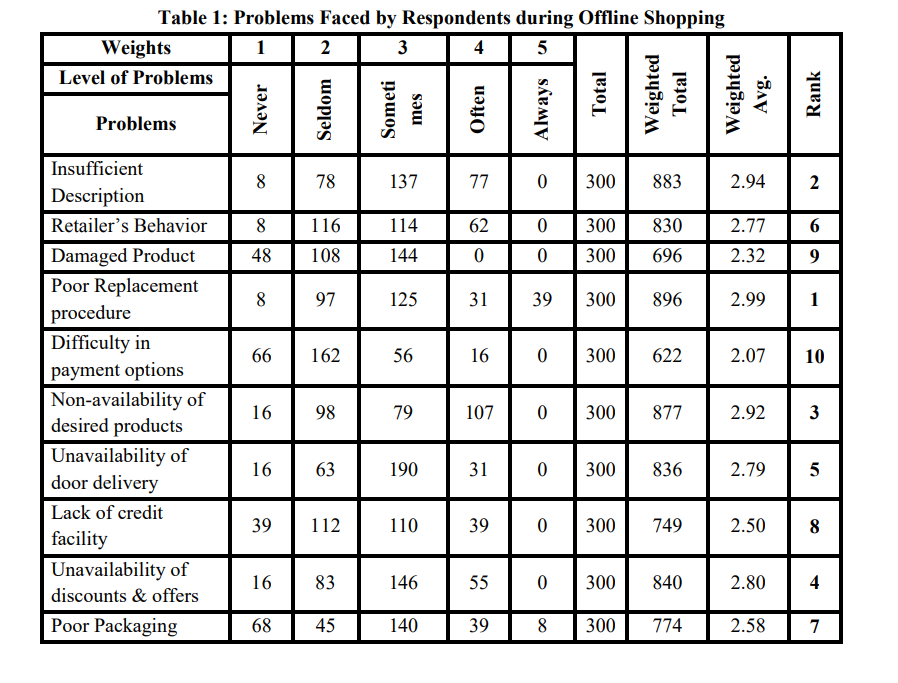 Table 1: Problems Faced by Respondents during Offline Shopping
Weights 1 2 3 4 5 Total Weighted Total Weighted Avg. Rank
Level of Problems Never Seldom Someti mes Often Always
Problems
Insufficient
Description 8 78 137 77 0 300 883 2.94 2
Retailer's Behavior 8 116 114 62 0 300 830 2.77 6
Damaged Product 48 108 144 0 0 300 696 2.32 9
Poor Replacement
procedure 8 97 125 31 39 300 896 2.99 1
Difficulty in
payment options 66 162 56 16 0 300 622 2.07 10
Non-availability of
desired products 16 98 79 107 0 300 877 2.92 3
Unavailability of
door delivery 16 63 190 31 0 300 836 2.79 5
Lack of credit
facility 39 112 110 39 0 300 749 2.50 8
Unavailability of
discounts & offers 16 83 146 55 0 300 840 2.80 4
Poor Packaging 68 45 140 39 8 300 774 2.58 7